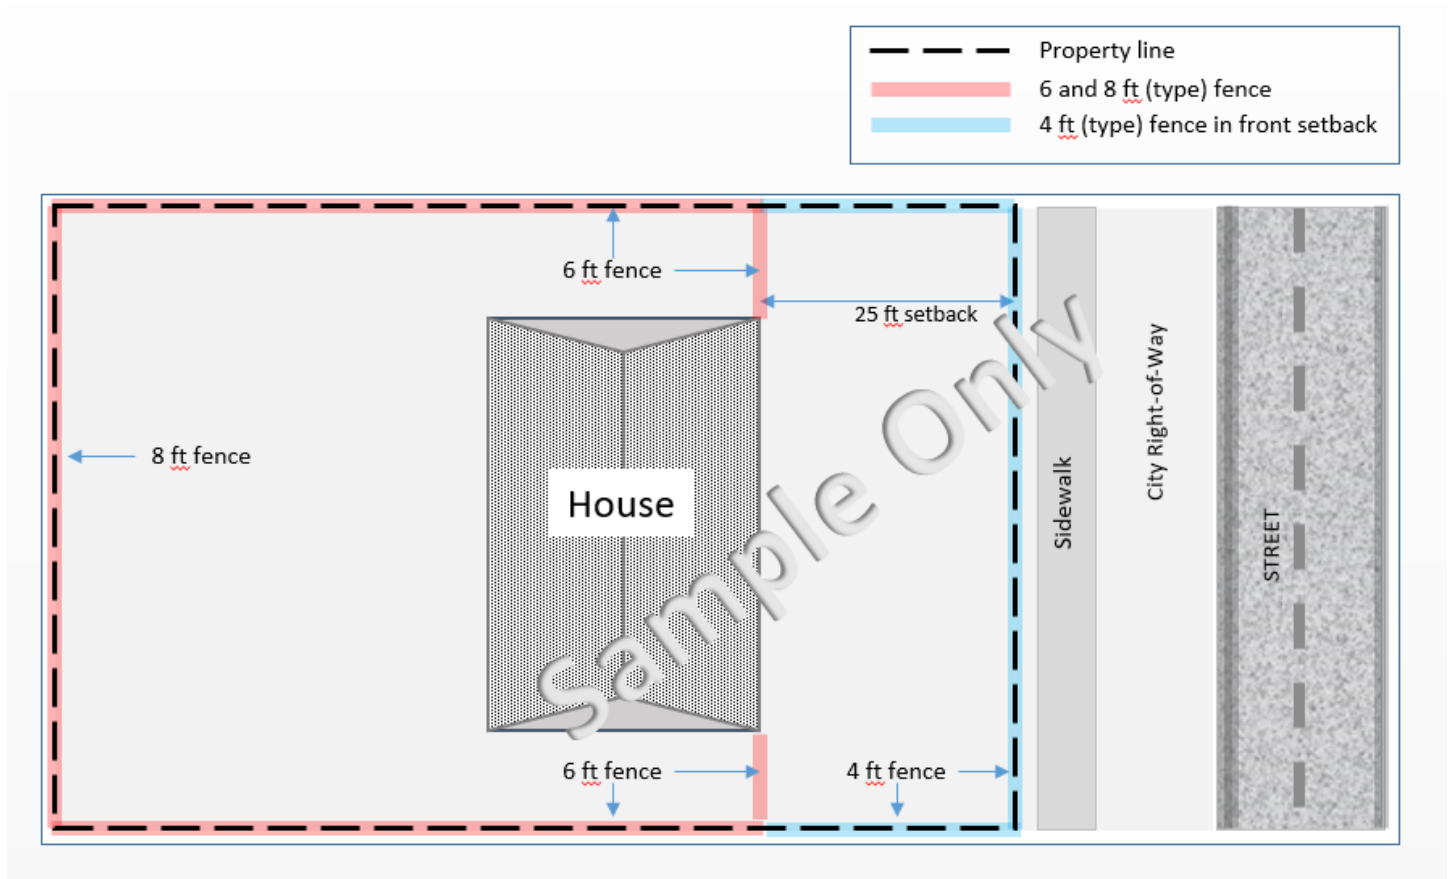 Property line
6 and 8 ft (type) fence
4 ft (type) fence in front setback
6 ft fence
25 ft setback
8 ft fence
House
Sample Only
Sidewalk
City Right-of-Way
STREET
6 ft fence
4 ft fence